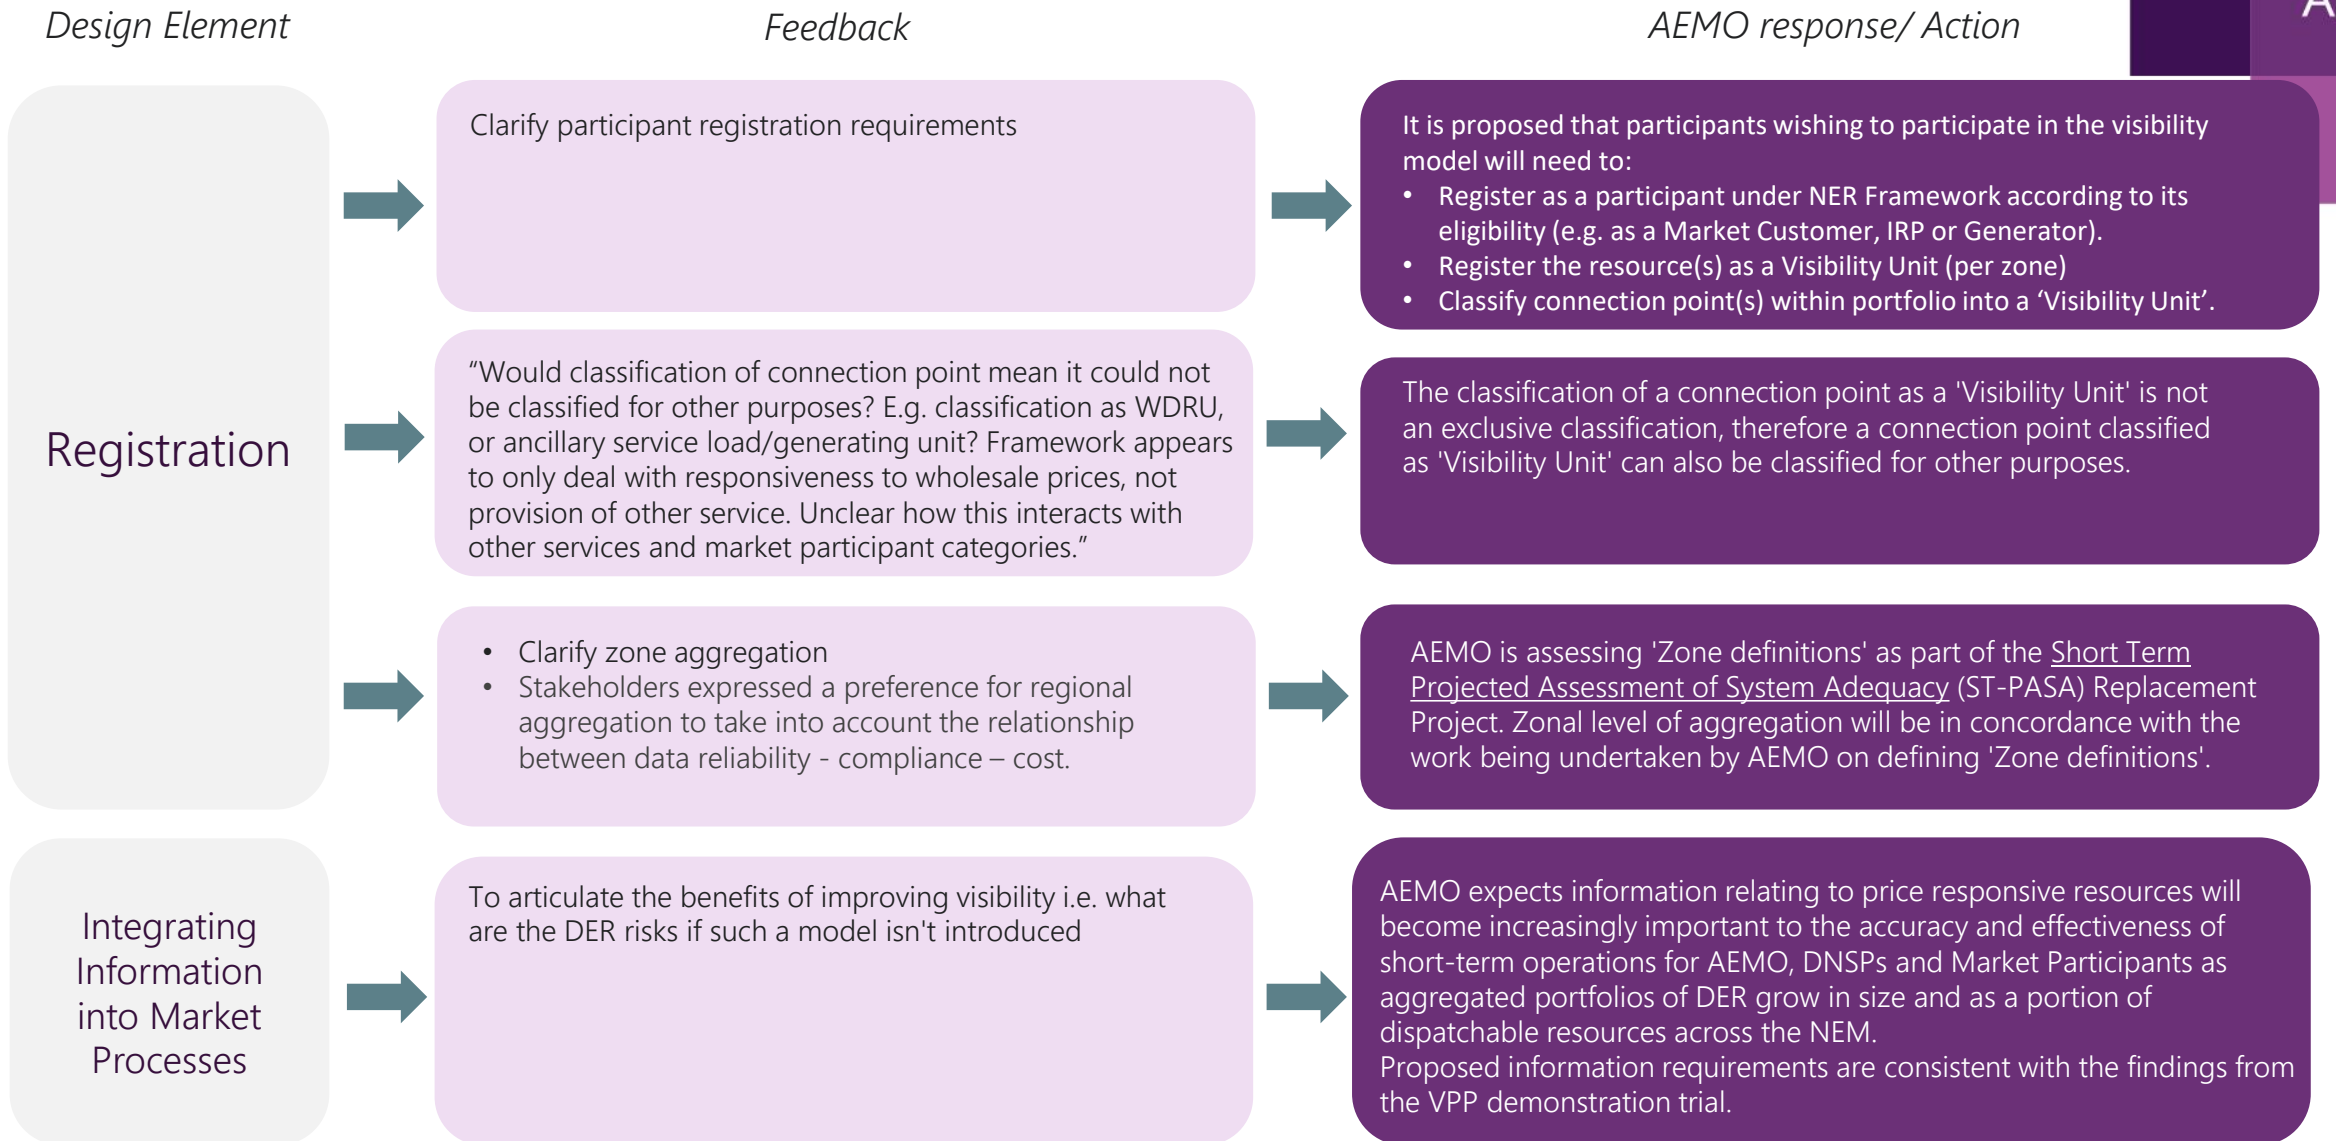 Design Element
Feedback
AEMO response/ Action
Registration
Clarify participant registration requirements
It is proposed that participants wishing to participate in the visibility
model will need to:
• Register as a participant under NER Framework according to its
eligibility (e.g. as a Market Customer, IRP or Generator).
• Register the resource(s) as a Visibility Unit (per zone)
• Classify connection point(s) within portfolio into a ‘Visibility Unit’.
“Would classification of connection point mean it could not
be classified for other purposes? E.g. classification as WDRU,
or ancillary service load/generating unit? Framework appears
to only deal with responsiveness to wholesale prices, not
provision of other service. Unclear how this interacts with
other services and market participant categories.”
The classification of a connection point as a 'Visibility Unit' is not
an exclusive classification, therefore a connection point classified
as 'Visibility Unit' can also be classified for other purposes.
• Clarify zone aggregation
• Stakeholders expressed a preference for regional
aggregation to take into account the relationship
between data reliability - compliance – cost.
AEMO is assessing 'Zone definitions' as part of the Short Term
Projected Assessment of System Adequacy (ST-PASA) Replacement
Project. Zonal level of aggregation will be in concordance with the
work being undertaken by AEMO on defining 'Zone definitions'.
Integrating
Information
into Market
Processes
To articulate the benefits of improving visibility i.e. what
are the DER risks if such a model isn't introduced
AEMO expects information relating to price responsive resources will
become increasingly important to the accuracy and effectiveness of
short-term operations for AEMO, DNSPs and Market Participants as
aggregated portfolios of DER grow in size and as a portion of
dispatchable resources across the NEM.
Proposed information requirements are consistent with the findings from
the VPP demonstration trial.